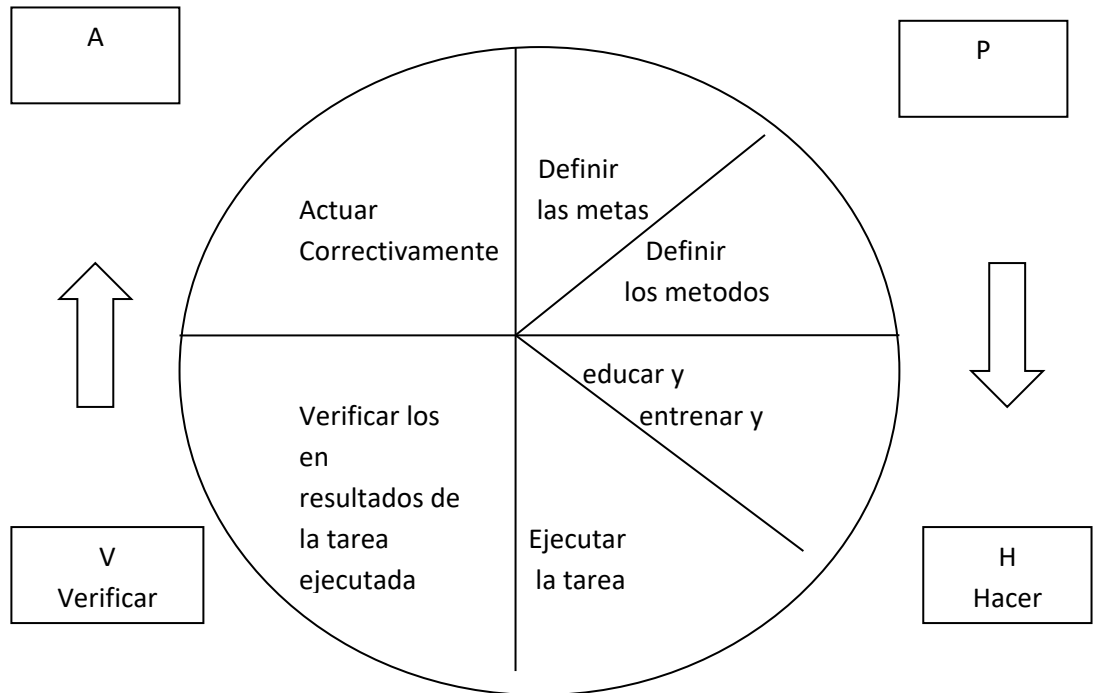 A
P
Definir
las metas
Actuar
Correctivamente
Definir
los metodos
educar y
entrenar y
Verificar los
en
resultados de
la tarea
ejecutada
Ejecutar
la tarea
V
Verificar
H
Hacer